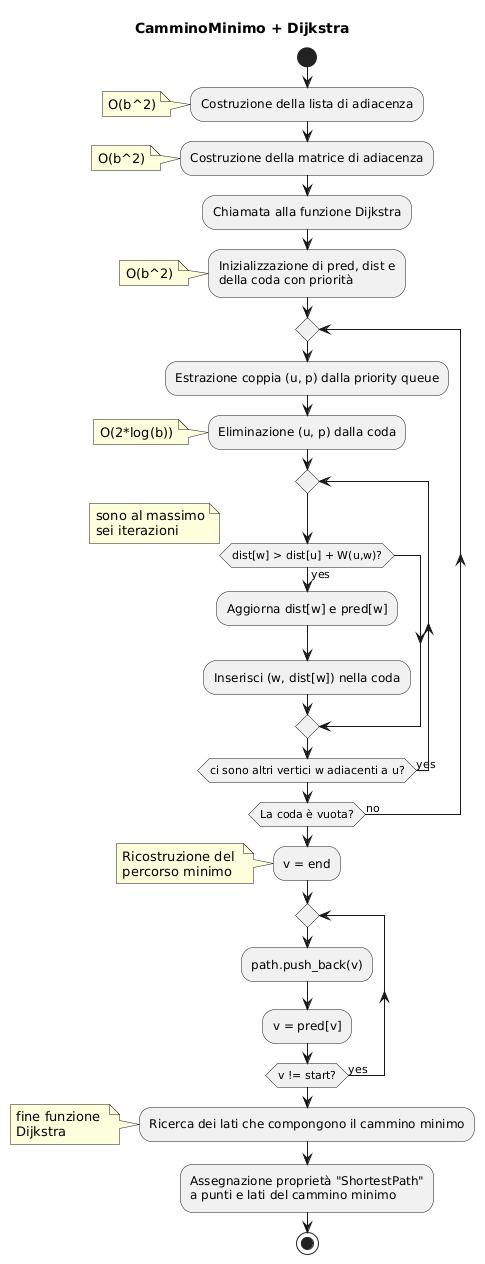 CamminoMinimo + Dijkstra
O(b^2)
Costruzione della lista di adiacenza
O(b^2)
Costruzione della matrice di adiacenza
Chiamata alla funzione Dijkstra
O(b^2)
Inizializzazione di pred, dist e
della coda con priorità
Estrazione coppia (u, p) dalla priority queue
O(2*log(b))
Eliminazione (u, p) dalla coda
sono al massimo
sei iterazioni
dist[w] > dist[u] + W(u,w)?
yes
Aggiorna dist[w] e pred[w]
Inserisci (w, dist[w]) nella coda
ci sono altri vertici w adiacenti a u?
yes
La coda è vuota?
no
Ricostruzione del
percorso minimo
v = end
path.push_back(v)
v = pred[v]
v != start?
yes
fine funzione
Dijkstra
Ricerca dei lati che compongono il cammino minimo
Assegnazione proprietà "ShortestPath"
a punti e lati del cammino minimo